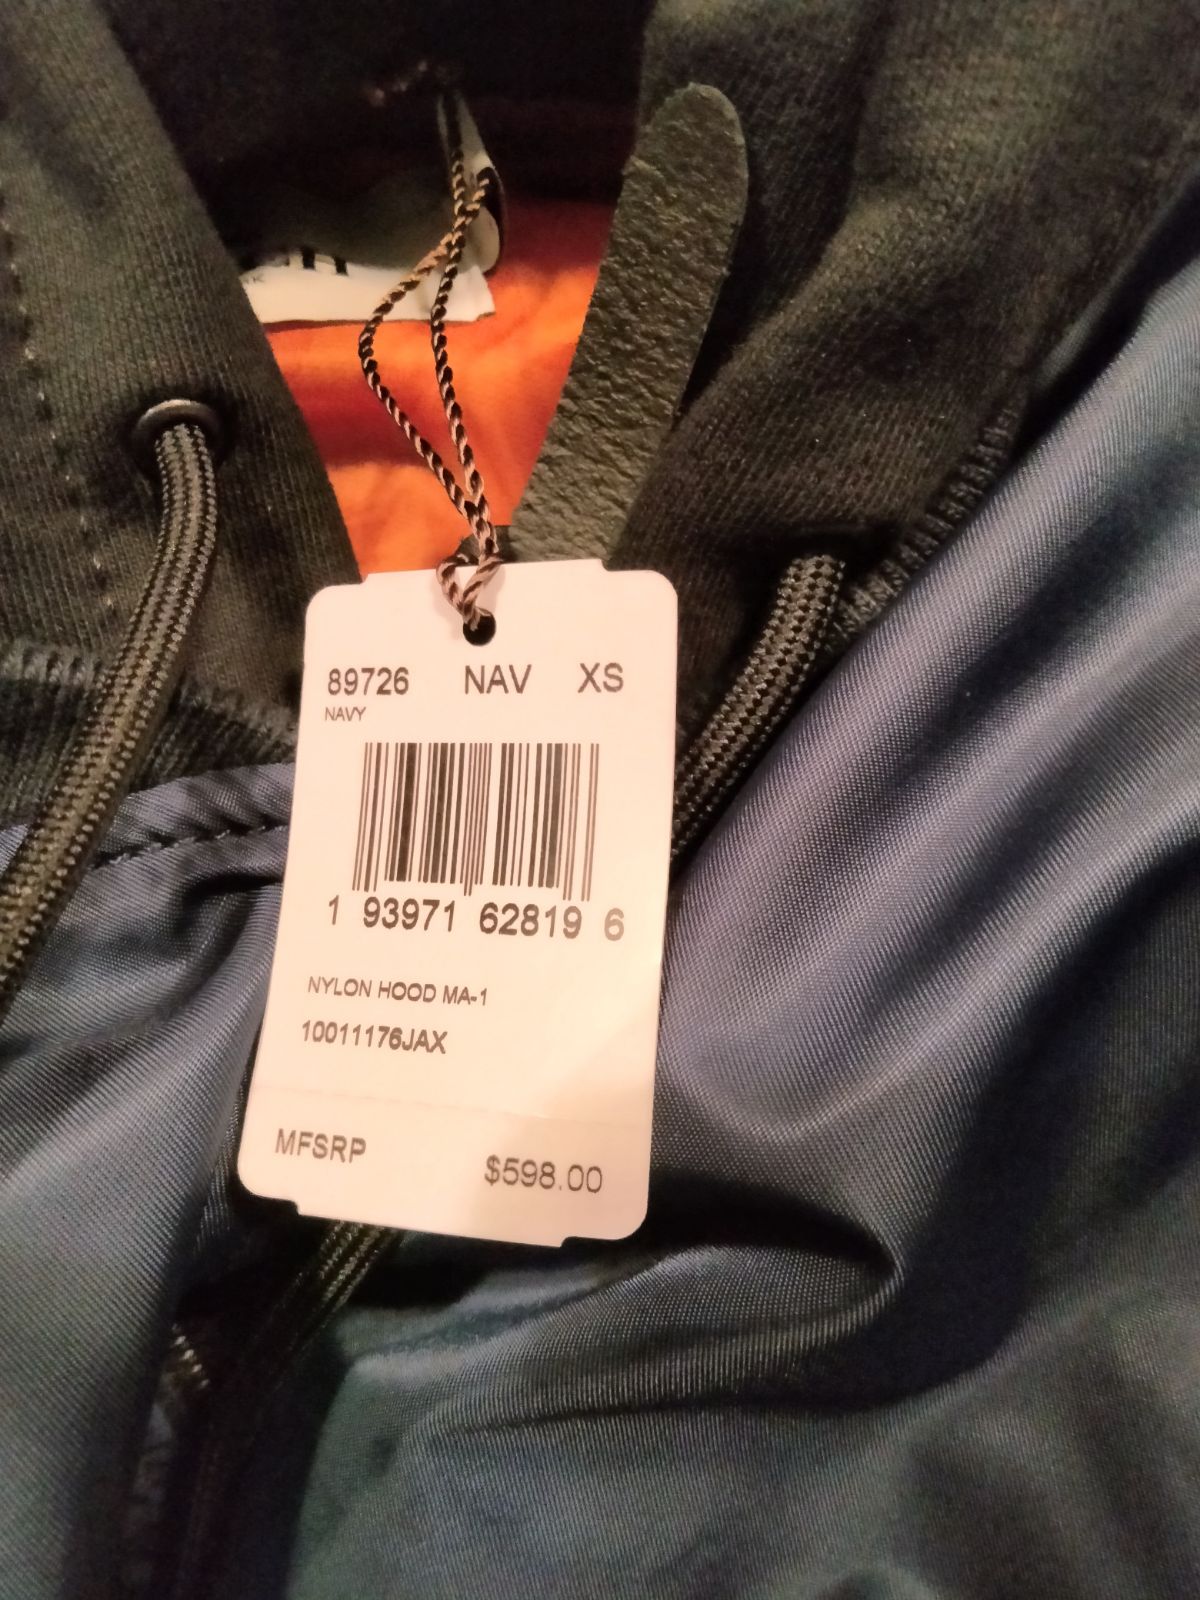 89726 NAV XS
NAVY
1 93971 62819 6
NYLON HOOD MA-1
10011176JAX
MFSRP
$598.00